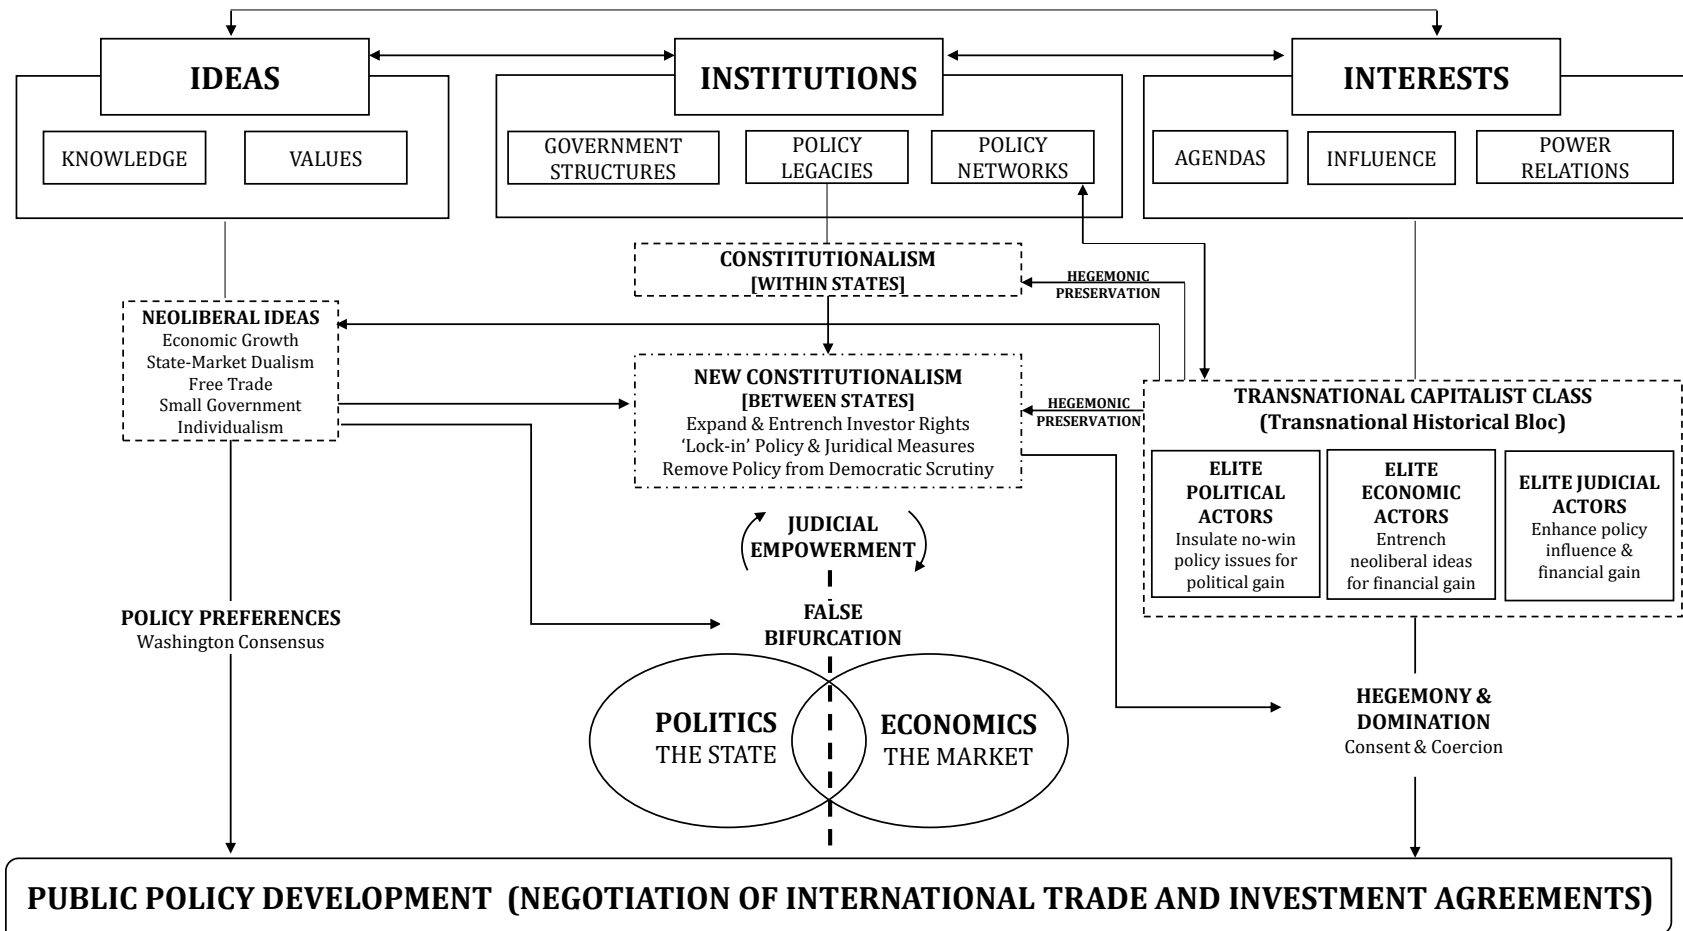 IDEAS
INSTITUTIONS
INTERESTS
KNOWLEDGE
VALUES
GOVERNMENT
STRUCTURES
POLICY
LEGACIES
POLICY
NETWORKS
AGENDAS
INFLUENCE
POWER
RELATIONS
CONSTITUTIONALISM
[WITHIN STATES]
HEGEMONIC
PRESERVATION
NEOLIBERAL IDEAS
Economic Growth
State-Market Dualism
Free Trade
Small Government
Individualism
NEW CONSTITUTIONALISM
[BETWEEN STATES]
Expand & Entrench Investor Rights
‘Lock-in’ Policy & Juridical Measures
Remove Policy from Democratic Scrutiny
HEGEMONIC
PRESERVATION
TRANSNATIONAL CAPITALIST CLASS
(Transnational Historical Bloc)
ELITE
POLITICAL
ACTORS
Insulate no-win
policy issues for
political gain
ELITE
ECONOMIC
ACTORS
Entrench
neoliberal ideas
for financial gain
ELITE JUDICIAL
ACTORS
Enhance policy
influence &
financial gain
JUDICIAL
EMPOWERMENT
POLICY PREFERENCES
Washington Consensus
FALSE
BIFURCATION
POLITICS
THE STATE
ECONOMICS
THE MARKET
HEGEMONY &
DOMINATION
Consent & Coercion
PUBLIC POLICY DEVELOPMENT (NEGOTIATION OF INTERNATIONAL TRADE AND INVESTMENT AGREEMENTS)